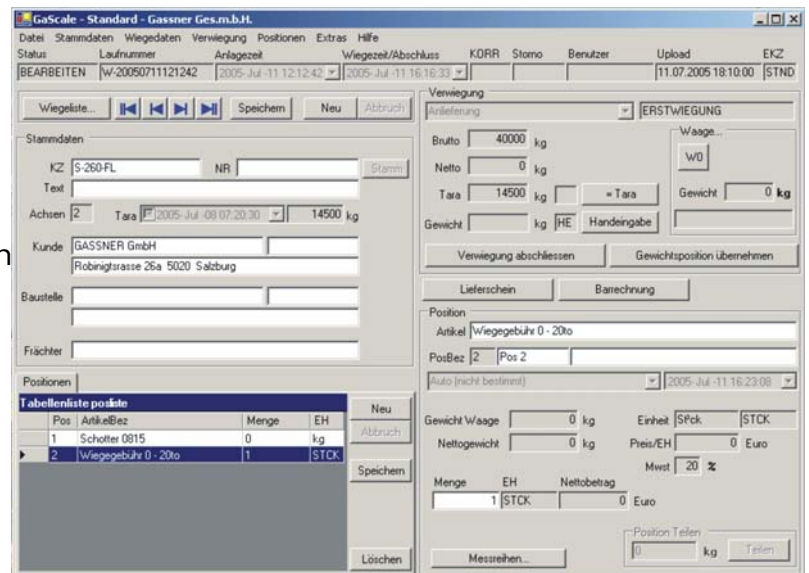 GaScale - Standard - Gassner Ges.m.b.H.
Datei Stammdaten Wiegedaten Verwiegung Positionen Extras Hilfe
Status Laufnummer Anlagezeit Wiegezeit/Abschluss KORR Storno Benutzer Upload EKZ
BEARBEITEN W-20050711121242 2005- Jul -11 12:12:42 2005- Jul -11 16:16:33 11.07.2005 18:10:00 STND
Wiegeliste... Speichern Neu Abbruch
Stammdaten
KZ S-260-FL NR Stamm
Text
Achsen 2 Tara 2005- Jul -08 07:20:30 14500 kg
Kunde GASSNER GmbH
Robinigtsrasse 26a 5020 Salzburg
Baustelle
Frächter
n
Verwiegung
Anlieferung ERSTWIEGUNG
Brutto 40000 kg
Netto 0 kg
Tara 14500 kg = Tara
Gewicht kg HE Handeingabe
Waage...
W0
Gewicht 0 kg
Verwiegung abschliessen Gewichtsposition übernehmen
Lieferschein Barrechnung
Positionen
Tabellenliste posliste
Pos ArtikelBez Menge EH
1 Schotter 0815 0 kg
2 Wiegegebühr 0 - 20to 1 STCK
Neu
Abbruch
Speichern
Löschen
Position
Artikel Wiegegebühr 0 - 20to
PosBez 2 Pos 2
Auto (nicht bestimmt) 2005- Jul -11 16:23:08
Gewicht Waage 0 kg Einheit St²ck STCK
Nettogewicht 0 kg Preis/EH 0 Euro
Mwst 20 %
Menge EH Nettobetrag
1 STCK 0 Euro
Position Teilen
0 kg Teilen
Messreihen...